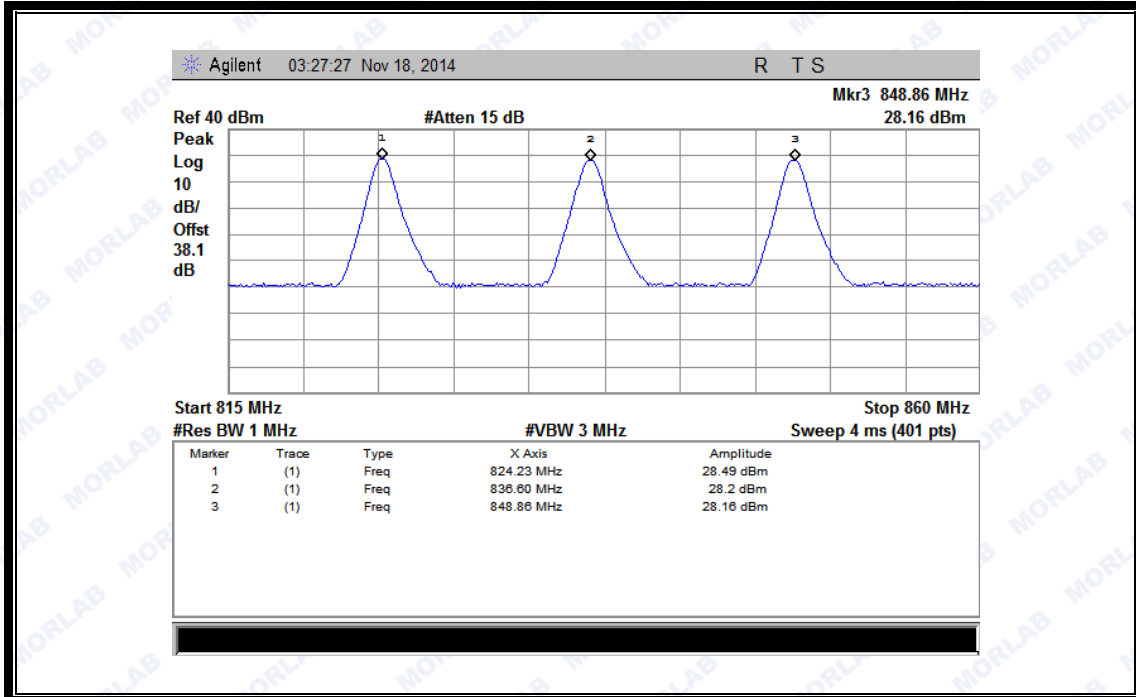 Agilent 03:27:27 Nov 18, 2014 R T S
Mkr3 848.86 MHz
Ref 40 dBm #Atten 15 dB 28.16 dBm
Peak
Log
10
dB/
Offst
38.1
dB
1 2 3
Start 815 MHz Stop 860 MHz
#Res BW 1 MHz #VBW 3 MHz Sweep 4 ms (401 pts)
Marker Trace Type X Axis Amplitude
1 (1) Freq 824.23 MHz 28.49 dBm
2 (1) Freq 836.60 MHz 28.2 dBm
3 (1) Freq 848.86 MHz 28.16 dBm
MORLAB